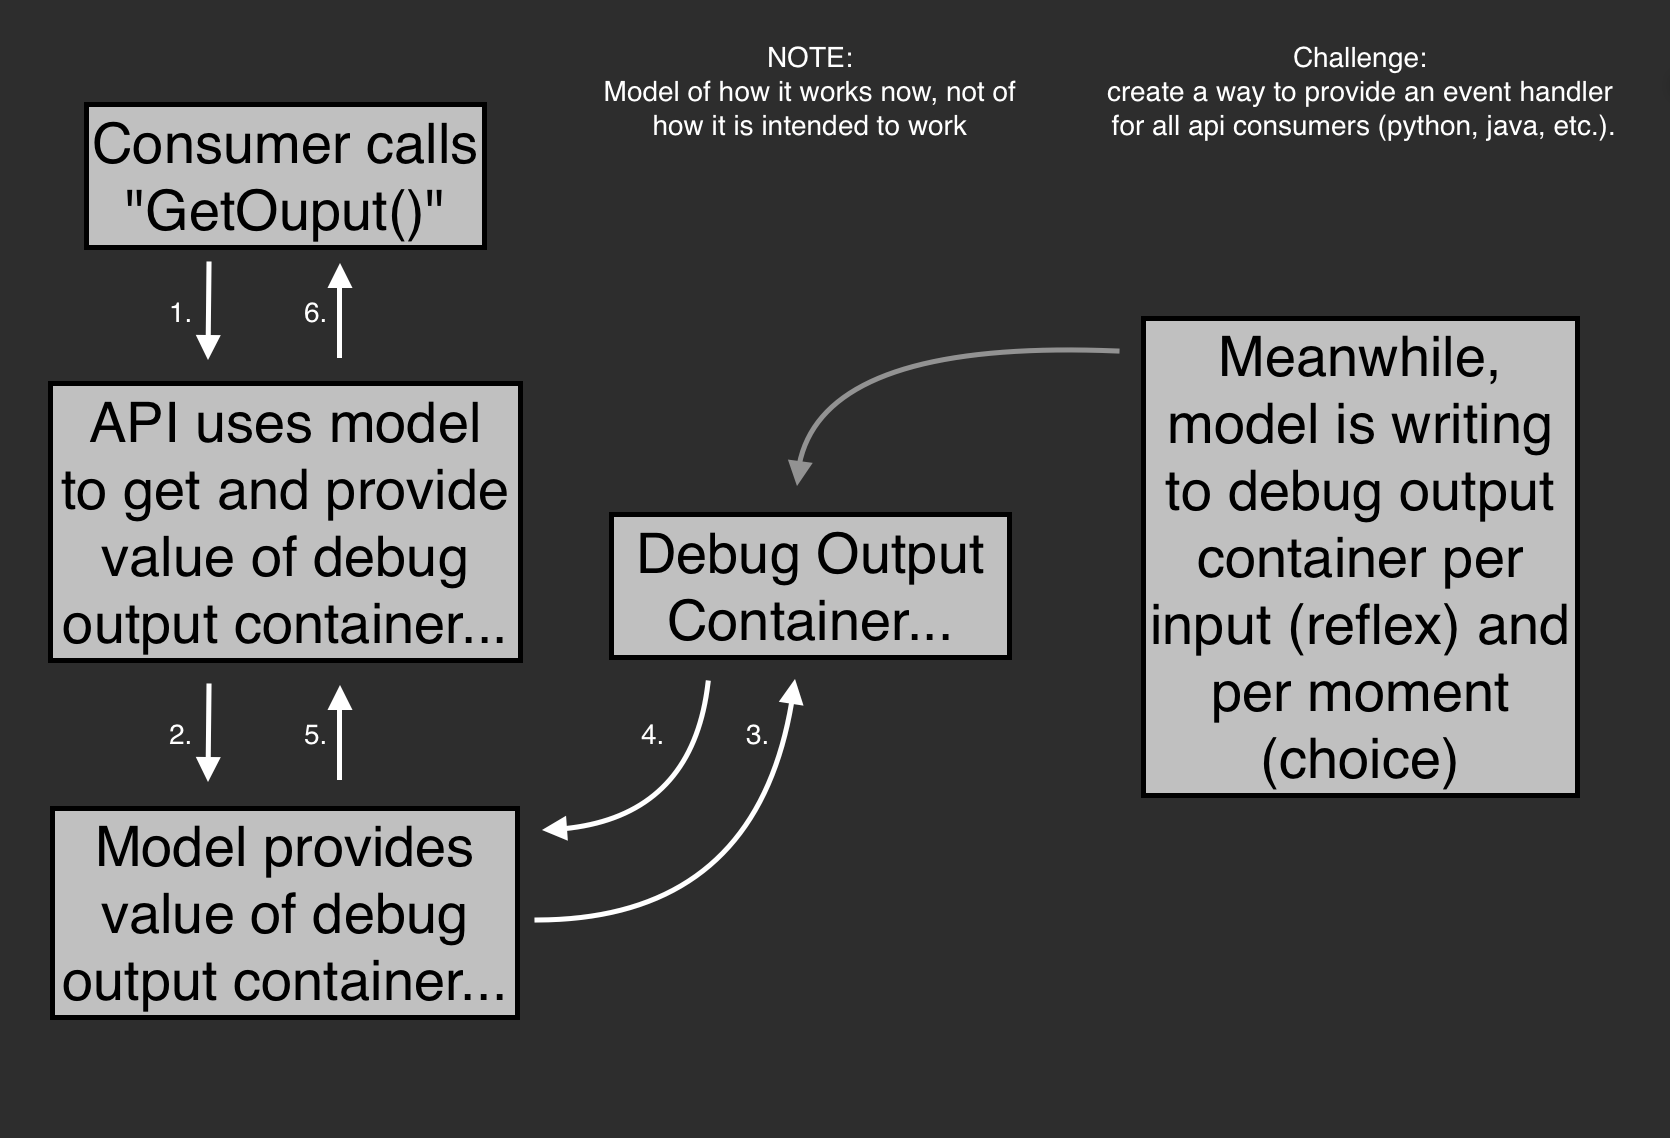 NOTE:
Model of how it works now, not of
how it is intended to work
Challenge:
create a way to provide an event handler
for all api consumers (python, java, etc.).
Consumer calls
"GetOuput()"
1.
6.
API uses model
to get and provide
value of debug
output container...
2.
5.
Model provides
value of debug
output container...
Debug Output
Container...
4.
3.
Meanwhile,
model is writing
to debug output
container per
input (reflex) and
per moment
(choice)